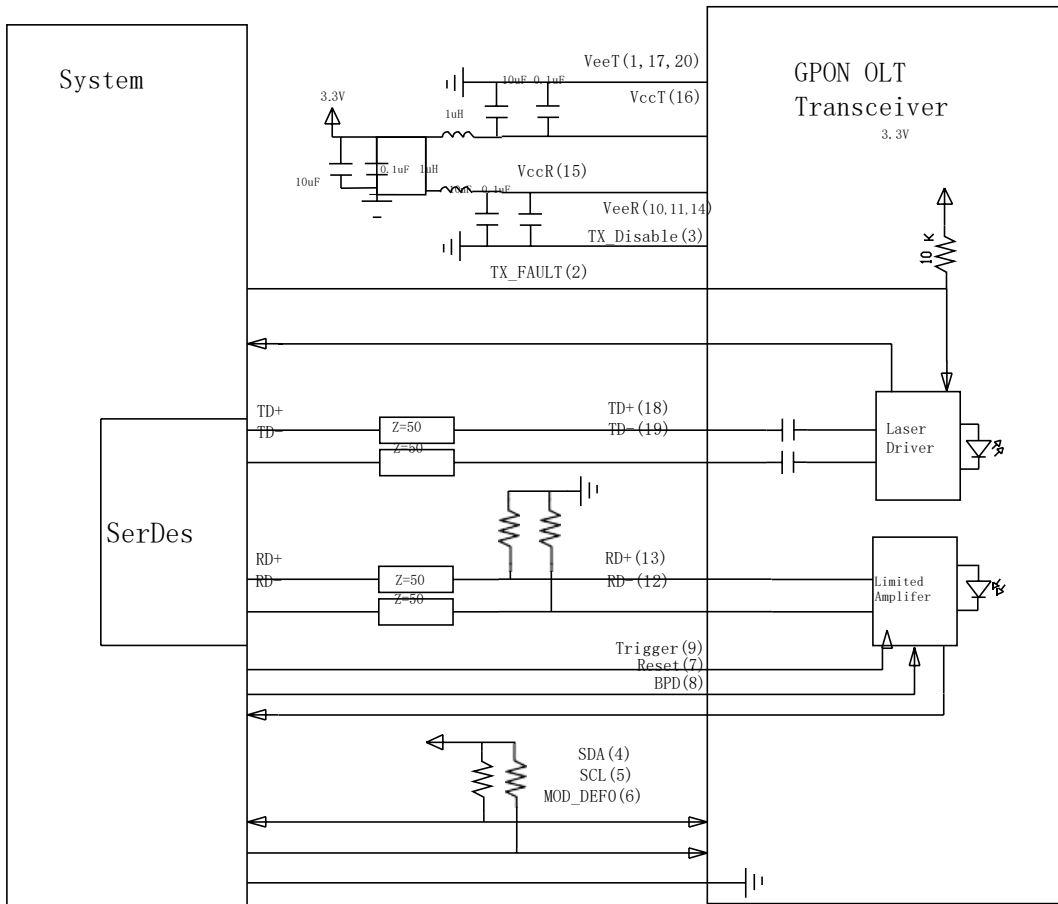 System
GPON OLT
Transceiver
3.3V
VeeT(1,17,20)
10uF 0.1uF
VccT(16)
3.3V
1uH
0.1uF 1uH
10uF
VccR(15)
10uF 0.1uF
VeeR(10,11,14)
TX_Disable(3)
10 K
TX_FAULT(2)
TD+
TD-
Z=50
Z=50
TD+(18)
TD-(19)
Laser
Driver
SerDes
RD+
RD-
Z=50
Z=50
RD+(13)
RD-(12)
Limited
Amplifer
Trigger(9)
Reset(7)
BPD(8)
SDA(4)
SCL(5)
MOD_DEF0(6)